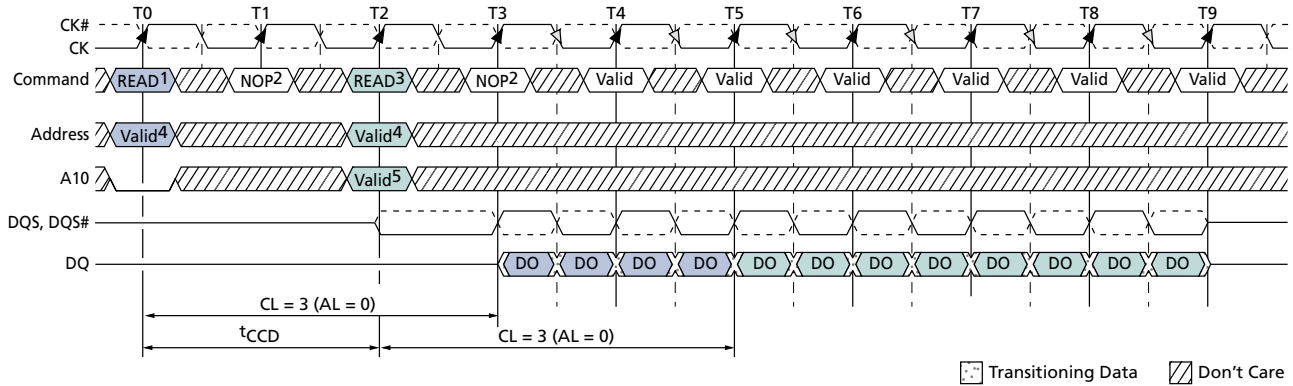 T0 T1 T2 T3 T4 T5 T6 T7 T8 T9
CK#
CK
Command READ1 NOP2 READ3 NOP2 Valid Valid Valid Valid Valid Valid
Address Valid4 Valid4
A10 Valid5
DQS, DQS#
DQ DO DO DO DO DO DO DO DO DO DO DO DO
CL = 3 (AL = 0)
tCCD CL = 3 (AL = 0)
Transitioning Data Don't Care